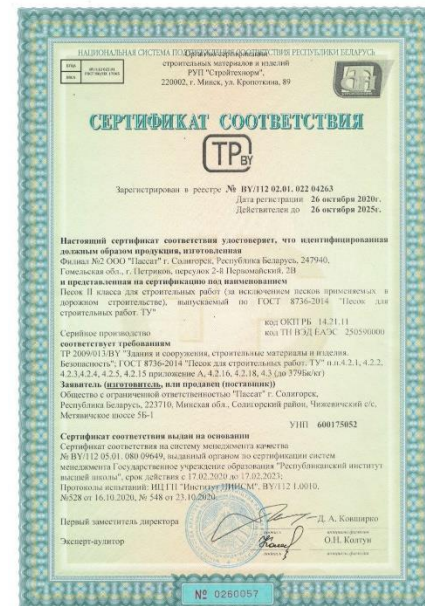 НАЦИОНАЛЬНАЯ СИСТЕМА ПОДТВЕРЖДЕНИЯ СООТВЕТСТВИЯ РЕСПУБЛИКИ БЕЛАРУСЬ
Орган по сертификации
строительных материалов и изделий
РУП "Стройтехнорм",
220002, г. Минск, ул. Кропоткина, 89
СЕРТИФИКАТ СООТВЕТСТВИЯ
ТР BY
Зарегистрирован в реестре № BY/112 02.01. 022 04263
Дата регистрации 26 октября 2020г.
Действителен до 26 октября 2025г.
Настоящий сертификат соответствия удостоверяет, что идентифицированная
должным образом продукция, изготовленная
Филиал №2 ООО "Пассат" г. Солигорск, Республика Беларусь, 247940,
Гомельская обл., г. Петриков, переулок 2-й Первомайский, 2В
и представленная на сертификацию под наименованием
Песок II класса для строительных работ (за исключением песков применяемых в
дорожном строительстве), выпускаемый по ГОСТ 8736-2014 "Песок для
строительных работ. ТУ"
код ОКП РБ 14.21.11
Серийное производство
код ТН ВЭД ЕАЭС 250590000
соответствует требованиям
ТР 2009/013/BY "Здания и сооружения, строительные материалы и изделия.
Безопасность"; ГОСТ 8736-2014 "Песок для строительных работ. ТУ" п.п.4.2.1, 4.2.2,
4.2.3,4.2.4, 4.2.5, 4.2.15 приложение А, 4.2.16, 4.2.18, 4.3 (до 379Бк/кг)
Заявитель (изготовитель, или продавец (поставщик))
Общество с ограниченной ответственностью "Пассат" г. Солигорск,
Республика Беларусь, 223710, Минская обл., Солигорский район, Чижевичский с/с,
Метявичское шоссе 5Б-1
УНП 600175052
Сертификат соответствия выдан на основании
Сертификат соответствия на систему менеджмента качества
№ BY/112 05.01. 080 09649, выданный органом по сертификации систем
менеджмента Государственное учреждение образования "Республиканский институт
высшей школы", срок действия с 17.02.2020 до 17.02.2023;
Протоколы испытаний: ИЦ ГП "Институт НИИСМ", BY/112 1.0010,
№528 от 16.10.2020, № 548 от 23.10.2020.
Первый заместитель директора
Д. А. Ковширко
Эксперт-аудитор
О.Н. Колтун
№ 0260057